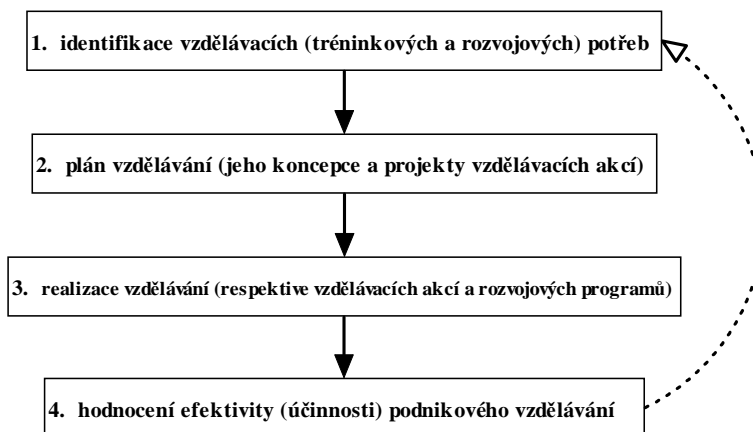 1. identifikace vzdělávacích (tréninkových a rozvojových) potřeb
2. plán vzdělávání (jeho koncepce a projekty vzdělávacích akcí)
3. realizace vzdělávání (respektive vzdělávacích akcí a rozvojových programů)
4. hodnocení efektivity (účinnosti) podnikového vzdělávání